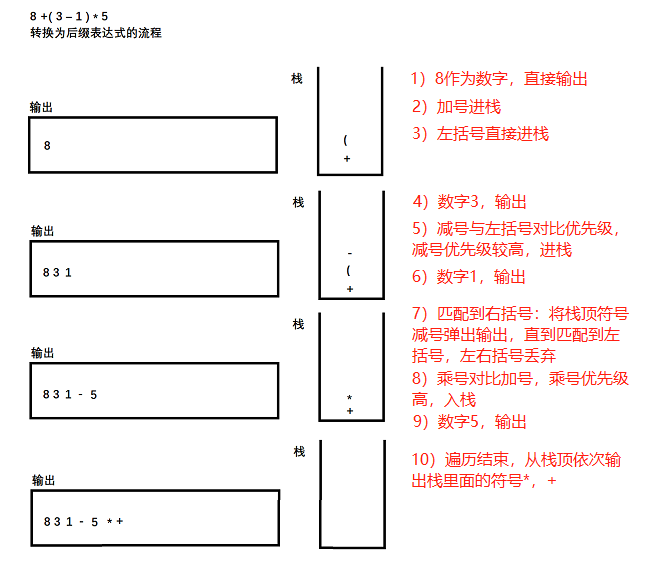 8 +( 3 – 1 ) * 5
转换为后缀表达式的流程
栈
1）8作为数字，直接输出
输出
2）加号进栈
3）左括号直接进栈
8
(
+
栈
4）数字3，输出
输出
5）减号与左括号对比优先级，
减号优先级较高，进栈
8 3 1
-
(
+
6）数字1，输出
栈
7）匹配到右括号：将栈顶符号
减号弹出输出，直到匹配到左
括号，左右括号丢弃
输出
8）乘号对比加号，乘号优先级
高，入栈
8 3 1 - 5
*
+
9）数字5，输出
栈
10）遍历结束，从栈顶依次输
出栈里面的符号*，+
输出
8 3 1 - 5 * +